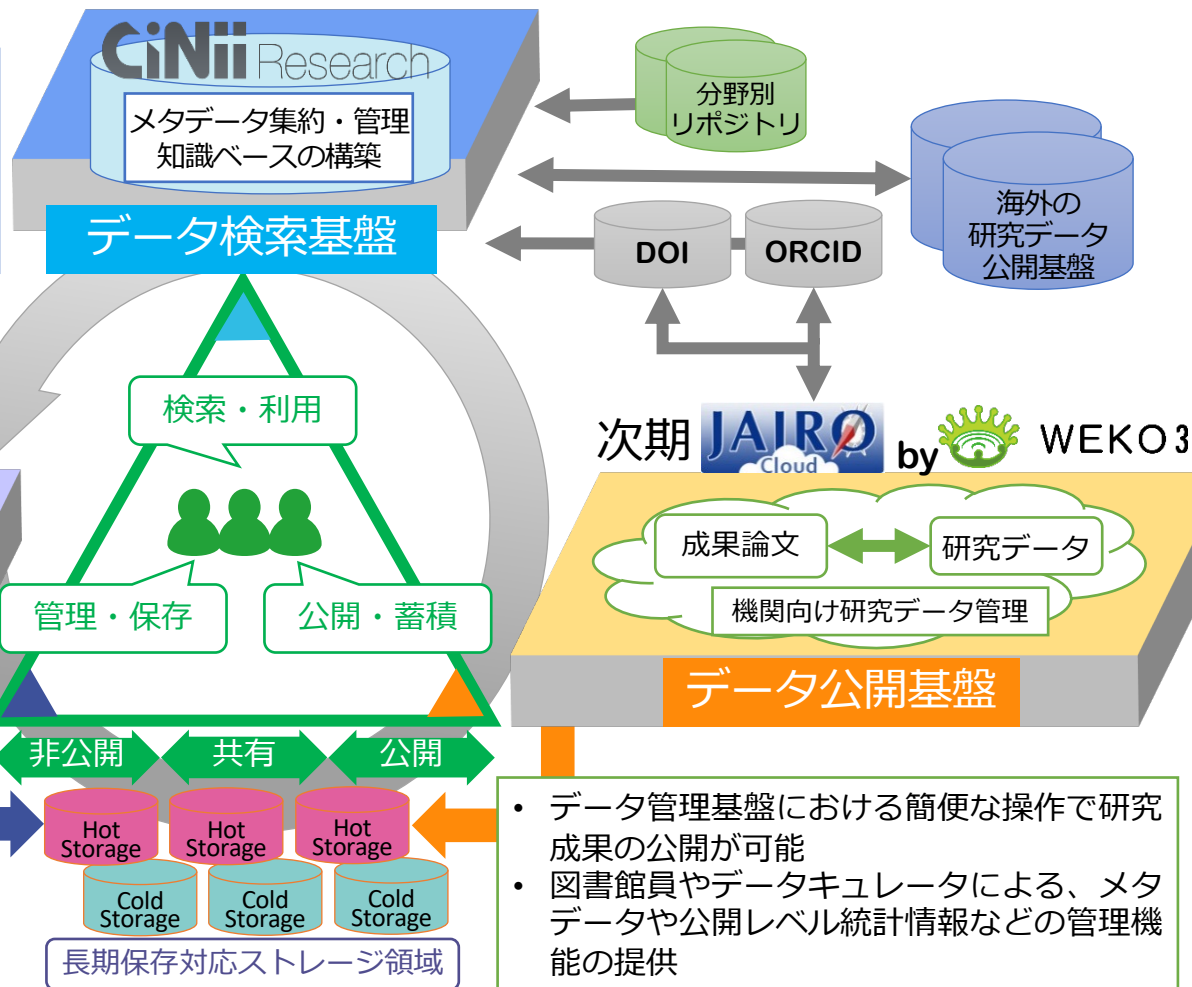 CiNii Research
メタデータ集約・管理
知識ベースの構築
データ検索基盤
分野別
リポジトリ
海外の
研究データ
公開基盤
DOI
ORCID
検索・利用
管理・保存
公開・蓄積
次期 JAIRO Cloud by WEKO3
成果論文
研究データ
機関向け研究データ管理
データ公開基盤
非公開
共有
公開
Hot
Storage
Hot
Storage
Hot
Storage
Cold
Storage
Cold
Storage
Cold
Storage
長期保存対応ストレージ領域
• データ管理基盤における簡便な操作で研究
成果の公開が可能
• 図書館員やデータキュレータによる、メタ
データや公開レベル統計情報などの管理機
能の提供